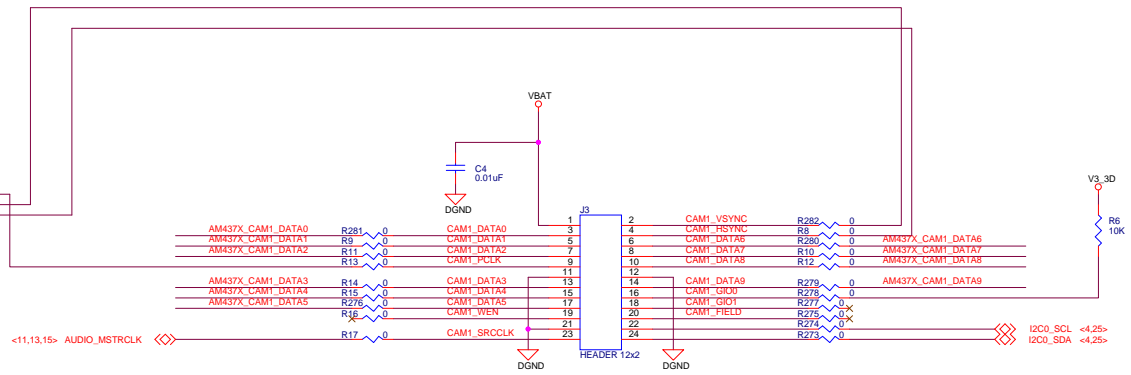 VBAT
C4
0.01uF
DGND
V3_3D
R6
10K
J3
1 2 CAM1_VSYNC R282 0
AM437X_CAM1_DATA0 R281 0 CAM1_DATA0 3 4 CAM1_HSYNC R8 0
AM437X_CAM1_DATA1 R9 0 CAM1_DATA1 5 6 CAM1_DATA6 R280 0 AM437X_CAM1_DATA6
AM437X_CAM1_DATA2 R11 0 CAM1_DATA2 7 8 CAM1_DATA7 R10 0 AM437X_CAM1_DATA7
R13 0 CAM1_PCLK 9 10 CAM1_DATA8 R12 0 AM437X_CAM1_DATA8
11 12
AM437X_CAM1_DATA3 R14 0 CAM1_DATA3 13 14 CAM1_DATA9 R279 0 AM437X_CAM1_DATA9
AM437X_CAM1_DATA4 R15 0 CAM1_DATA4 15 16 CAM1_GIO0 R278 0
AM437X_CAM1_DATA5 R276 0 CAM1_DATA5 17 18 CAM1_GIO1 R277 0
R16 0 CAM1_WEN 19 20 CAM1_FIELD R275 0
21 22 R274 0 I2C0_SCL <4,25>
<11,13,15> AUDIO_MSTRCLK R17 0 CAM1_SRCCLK 23 24 R273 0 I2C0_SDA <4,25>
HEADER 12x2
DGND DGND